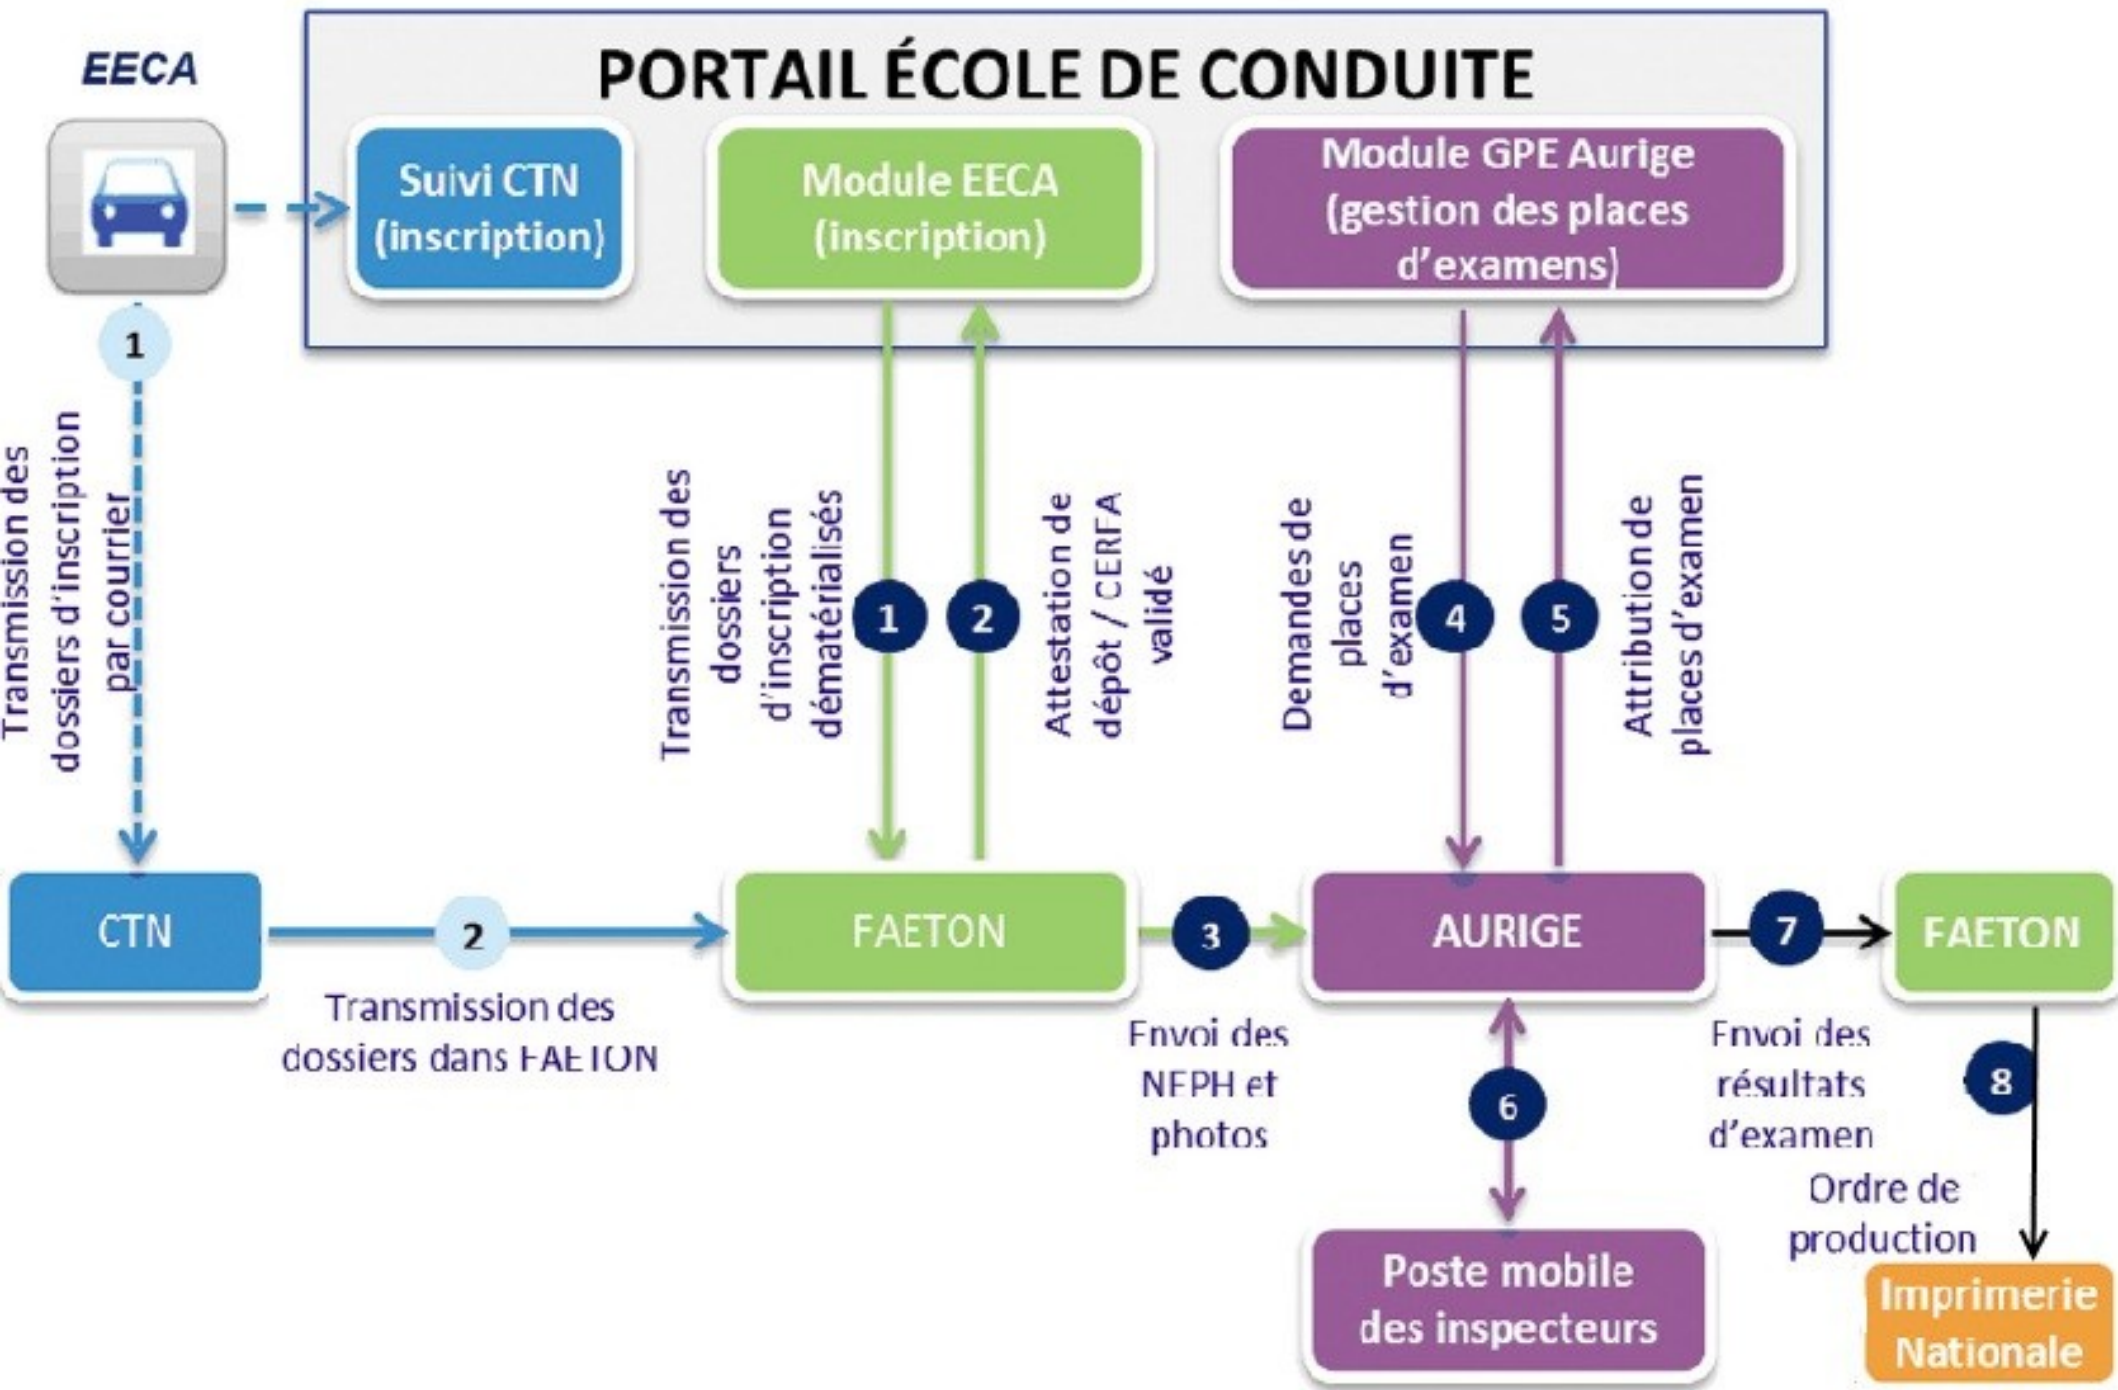 EECA
PORTAIL ÉCOLE DE CONDUITE
Suivi CTN
(inscription)
Module EECA
(inscription)
Module GPE Aurige
(gestion des places
d'examens)
1
Transmission des
dossiers d'inscription
par courrier
Transmission des
dossiers
d'inscription
dématérialisés
1
2
Attestation de
dépôt / CERFA
validé
Demandes de
places
d'examen
4
5
Attribution de
places d'examen
CTN
2
Transmission des
dossiers dans FAETON
FAETON
3
Envoi des
NEPH et
photos
AURIGE
7
Envoi des
résultats
d'examen
FAETON
6
8
Ordre de
production
Poste mobile
des inspecteurs
Imprimerie
Nationale